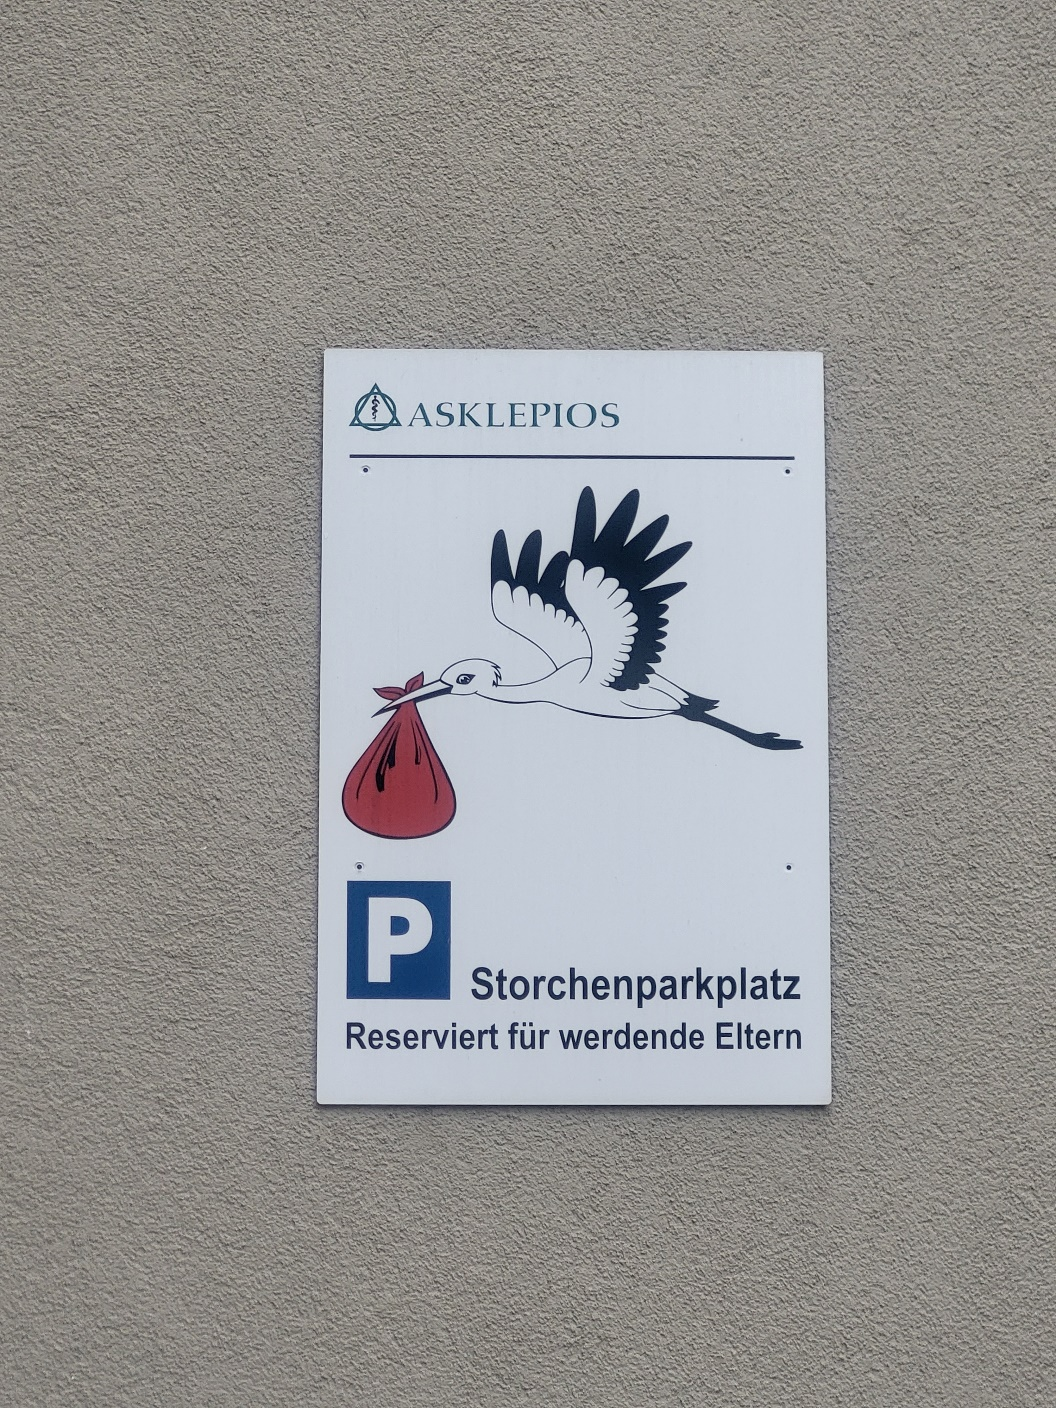 ASKLEPIOS
P
Storchenparkplatz
Reserviert für werdende Eltern